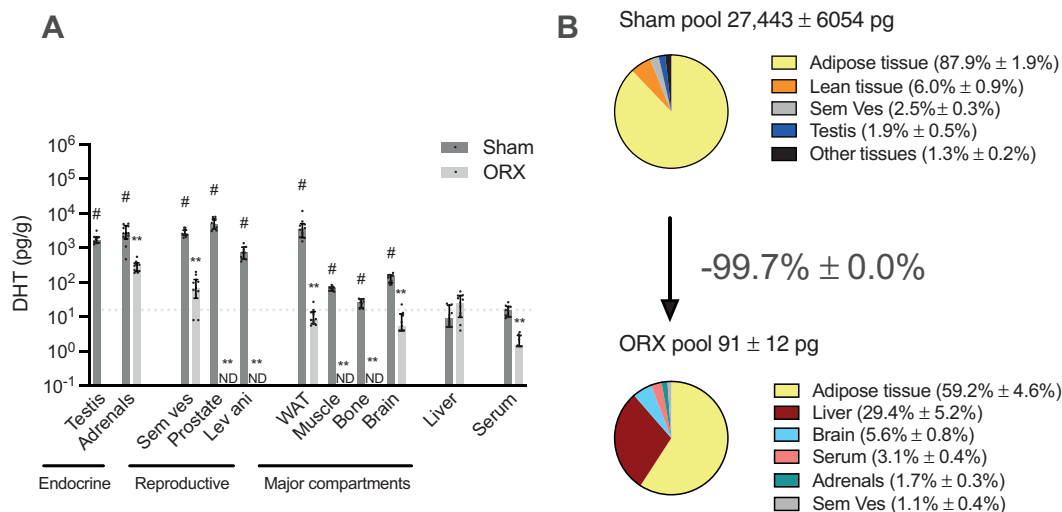 A
10^6
10^5
10^4
10^3
10^2
10^1
10^0
10^-1
DHT (pg/g)
Sham
ORX
# # ** # ** # ** ND # ** ND # ** # ** ND # ** ND # ** **
Testis
Adrenals
Sem ves
Prostate
Lev ani
WAT
Muscle
Bone
Brain
Liver
Serum
Endocrine
Reproductive
Major compartments
B
Sham pool 27,443 ± 6054 pg
Adipose tissue (87.9% ± 1.9%)
Lean tissue (6.0% ± 0.9%)
Sem Ves (2.5%± 0.3%)
Testis (1.9% ± 0.5%)
Other tissues (1.3% ± 0.2%)
-99.7% ± 0.0%
ORX pool 91 ± 12 pg
Adipose tissue (59.2% ± 4.6%)
Liver (29.4% ± 5.2%)
Brain (5.6% ± 0.8%)
Serum (3.1% ± 0.4%)
Adrenals (1.7% ± 0.3%)
Sem Ves (1.1% ± 0.4%)